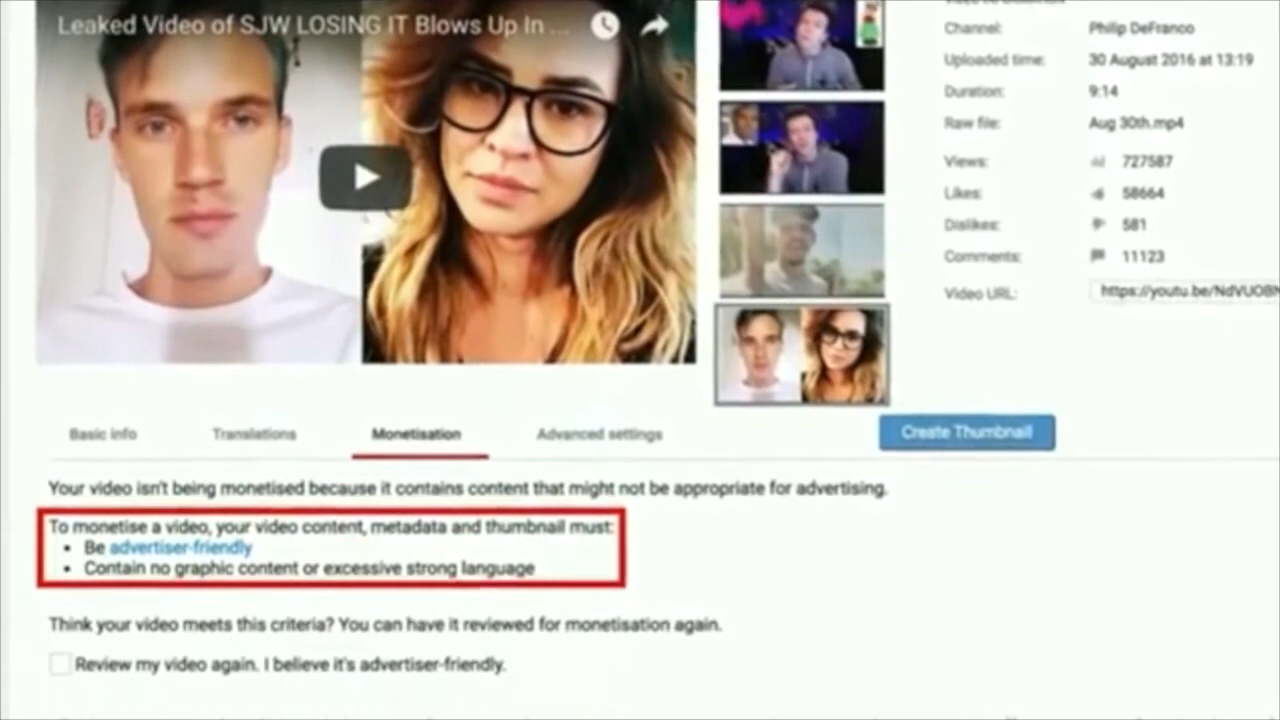 Leaked Video of SJW LOSING IT Blows Up In ...
Channel: Philip DeFranco
Uploaded time: 30 August 2016 at 13:19
Duration: 9:14
Raw file: Aug 30th.mp4
Views: 727587
Likes: 58664
Dislikes: 581
Comments: 11123
Video URL: https://youtu.be/NdVUOBN
Create Thumbnail
Basic info Translations Monetisation Advanced settings
Your video isn't being monetised because it contains content that might not be appropriate for advertising.
To monetise a video, your video content, metadata and thumbnail must:
• Be advertiser-friendly
• Contain no graphic content or excessive strong language
Think your video meets this criteria? You can have it reviewed for monetisation again.
Review my video again. I believe it's advertiser-friendly.